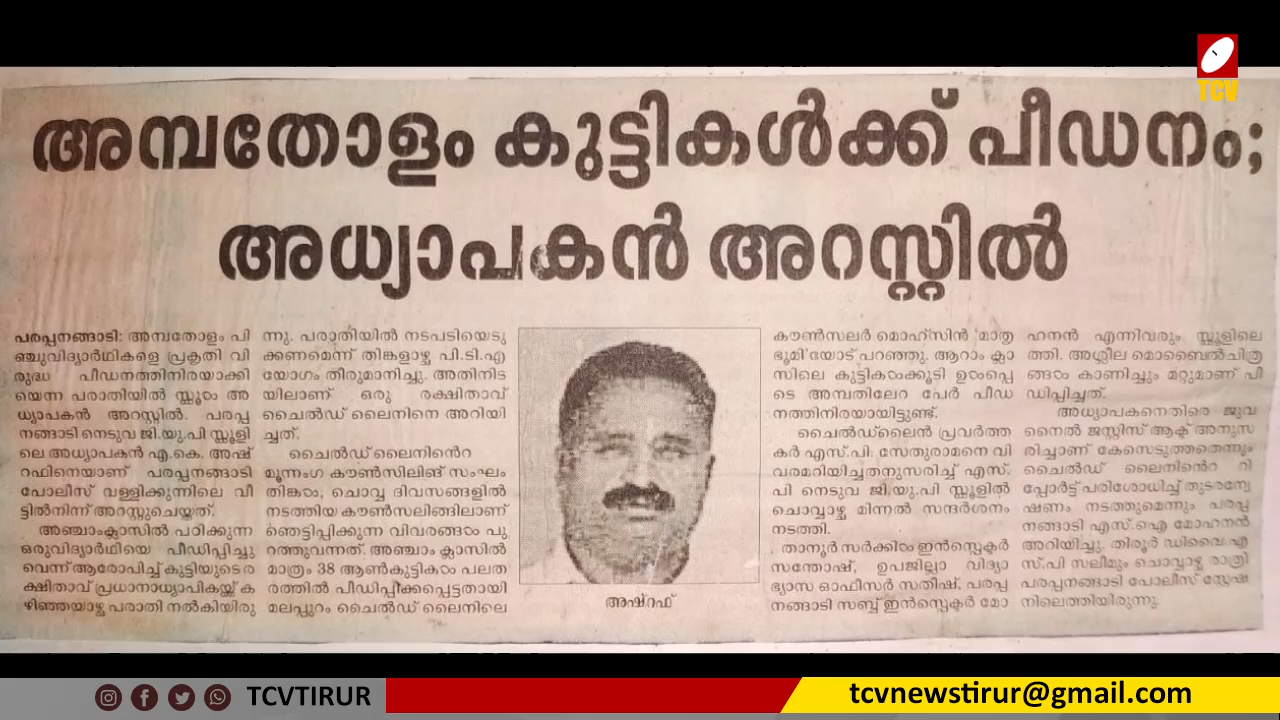 TCV
അമ്പതോളം കുട്ടികൾക്ക് പീഡനം;
അധ്യാപകൻ അറസ്റ്റിൽ
പരപ്പനങ്ങാടി: അമ്പതോളം പി
ഞ്ചുവിദ്യാർഥികളെ പ്രകൃതി വി
രുദ്ധ പീഡനത്തിനിരയാക്കി
യെന്ന പരാതിയിൽ സ്കൂൾ അ
ധ്യാപകൻ അറസ്റ്റിൽ. പരപ്പ
നങ്ങാടി നെടുവ ജി.യു.പി സ്കൂളി
ലെ അധ്യാപകൻ എ.കെ. അഷ്
റഫിനെയാണ് പരപ്പനങ്ങാടി
പോലീസ് വള്ളിക്കുന്നിലെ വീ
ട്ടിൽനിന്ന് അറസ്റ്റുചെയ്തത്.
അഞ്ചാംക്ലാസിൽ പഠിക്കുന്ന
ഒരുവിദ്യാർഥിയെ പീഡിപ്പിച്ചു
വെന്ന് ആരോപിച്ച് കുട്ടിയുടെ ര
ക്ഷിതാവ് പ്രധാനാധ്യാപികയ്ക്ക് ക
ഴിഞ്ഞയാഴ്ച പരാതി നൽകിയിരു
ന്നു. പരാതിയിൽ നടപടിയെടു
ക്കണമെന്ന് തിങ്കളാഴ്ച പി.ടി.എ
യോഗം തീരുമാനിച്ചു. അതിനിട
യിലാണ് ഒരു രക്ഷിതാവ്
ചൈൽഡ് ലൈനിനെ അറിയി
ച്ചത്.
ചൈൽഡ് ലൈനിൻെറ
മൂന്നംഗ കൗൺസിലിങ് സംഘം
തിങ്കൾ, ചൊവ്വ ദിവസങ്ങളിൽ
നടത്തിയ കൗൺസലിങ്ങിലാണ്
ഞെട്ടിപ്പിക്കുന്ന വിവരങ്ങൾ പു
റത്തുവന്നത്. അഞ്ചാം ക്ലാസിൽ
മാത്രം 38 ആൺകുട്ടികൾ പലത
രത്തിൽ പീഡിപ്പിക്കപ്പെട്ടതായി
മലപ്പുറം ചൈൽഡ് ലൈനിലെ
അഷ്റഫ്
കൗൺസലർ മൊഹ്സിൻ 'മാതൃ
ഭൂമി'യോട് പറഞ്ഞു. ആറാം ക്ലാ
സിലെ കുട്ടികൾക്കൂടി ഉൾപ്പെ
ടെ അമ്പതിലേറെ പേർ പീഡ
നത്തിനിരയായിട്ടുണ്ട്.
ചൈൽഡ്‌ലൈൻ പ്രവർത്ത
കർ എസ്.പി. സേതുരാമനെ വി
വരമറിയിച്ചതനുസരിച്ച് എസ്.
പി നെടുവ ജി.യു.പി സ്കൂളിൽ
ചൊവ്വാഴ്ച മിന്നൽ സന്ദർശനം
നടത്തി.
താനൂർ സർക്കിൾ ഇൻസ്പെക്ടർ
സന്തോഷ്, ഉപജില്ലാ വിദ്യാ
ഭ്യാസ ഓഫീസർ സതീഷ്, പരപ്പ
നങ്ങാടി സബ്ബ് ഇൻസ്പെക്ടർ മോ
ഹനൻ എന്നിവരും സ്കൂളിലെ
ത്തി. അശ്ലീല മൊബൈൽചിത്ര
ങ്ങൾ കാണിച്ചും മറ്റുമാണ് പീ
ഡിപ്പിച്ചത്.
അധ്യാപകനെതിരെ ജുവ
നൈൽ ജസ്റ്റിസ് ആക്ട് അനുസ
രിച്ചാണ് കേസെടുത്തതെന്നും
ചൈൽഡ് ലൈനിൻെറ റി
പ്പോർട്ട് പരിശോധിച്ച് തുടരന്വേ
ഷണം നടത്തുമെന്നും പരപ്പ
നങ്ങാടി എസ്.ഐ മോഹനൻ
അറിയിച്ചു. തിരൂർ ഡിവൈ.എ
സ്.പി സലീമും ചൊവ്വാഴ്ച രാത്രി
പരപ്പനങ്ങാടി പോലീസ് സ്റ്റേഷ
നിലെത്തിയിരുന്നു.
TCVTIRUR
tcvnewstirur@gmail.com